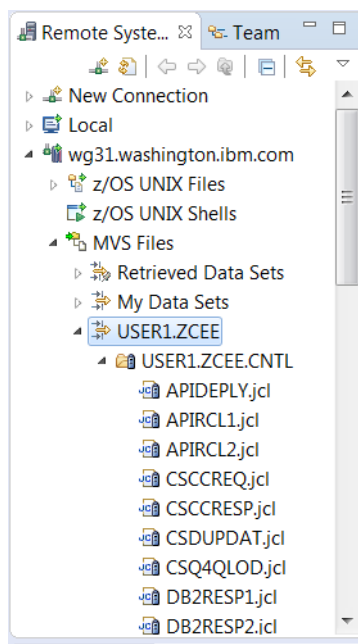 Remote Syste... Team
New Connection
Local
wg31.washington.ibm.com
z/OS UNIX Files
z/OS UNIX Shells
MVS Files
Retrieved Data Sets
My Data Sets
USER1.ZCEE
USER1.ZCEE.CNTL
APIDEPLY.jcl
APIRCL1.jcl
APIRCL2.jcl
CSCCREQ.jcl
CSCCRESP.jcl
CSDUPDAT.jcl
CSQ4QLOD.jcl
DB2RESP1.jcl
DB2RESP2.jcl